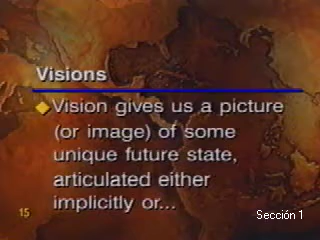 Visions
Vision gives us a picture
(or image) of some
unique future state,
articulated either
implicitly or...
15
Sección 1